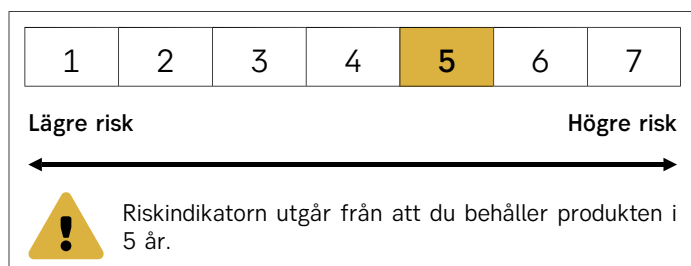 1 2 3 4 5 6 7
Lägre risk Högre risk
Riskindikatorn utgår från att du behåller produkten i
5 år.